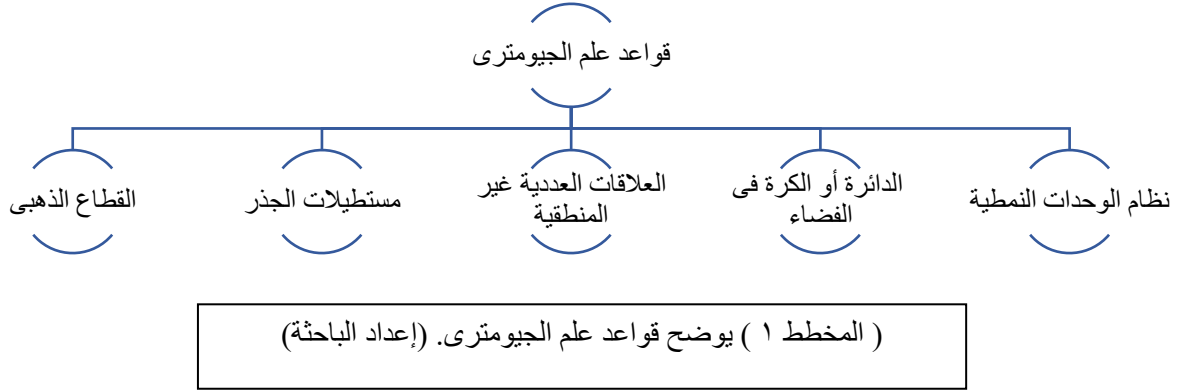 قواعد علم الجيومترى
نظام الوحدات النمطية
الدائرة أو الكرة فى
الفضاء
العلاقات العددية غير
المنطقية
مستطيلات الجذر
القطاع الذهبى
( المخطط ١ ) يوضح قواعد علم الجيومترى. (إعداد الباحثة)